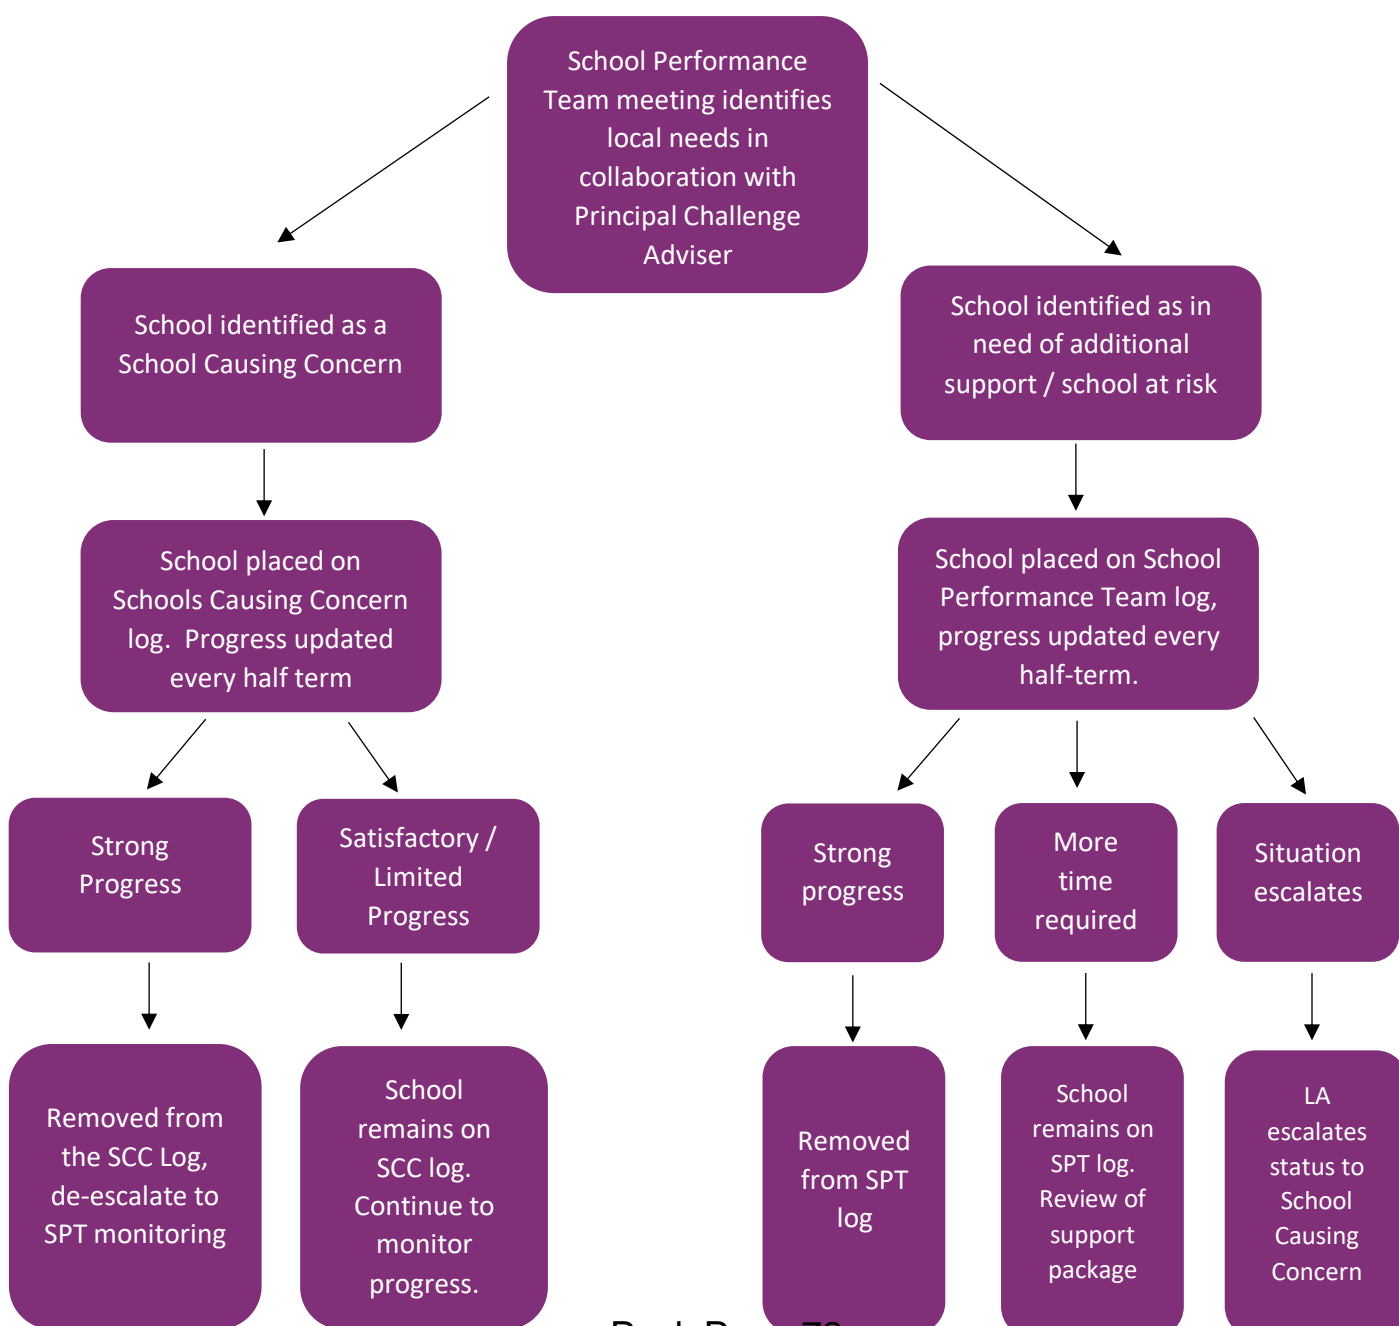 School Performance
Team meeting identifies
local needs in
collaboration with
Principal Challenge
Adviser
School identified as a
School Causing Concern
School identified as in
need of additional
support / school at risk
School placed on
Schools Causing Concern
log.  Progress updated
every half term
School placed on School
Performance Team log,
progress updated every
half-term.
Strong
Progress
Satisfactory /
Limited
Progress
Strong
progress
More
time
required
Situation
escalates
Removed from
the SCC Log,
de-escalate to
SPT monitoring
School
remains on
SCC log.
Continue to
monitor
progress.
Removed
from SPT
log
School
remains on
SPT log.
Review of
support
package
LA
escalates
status to
School
Causing
Concern